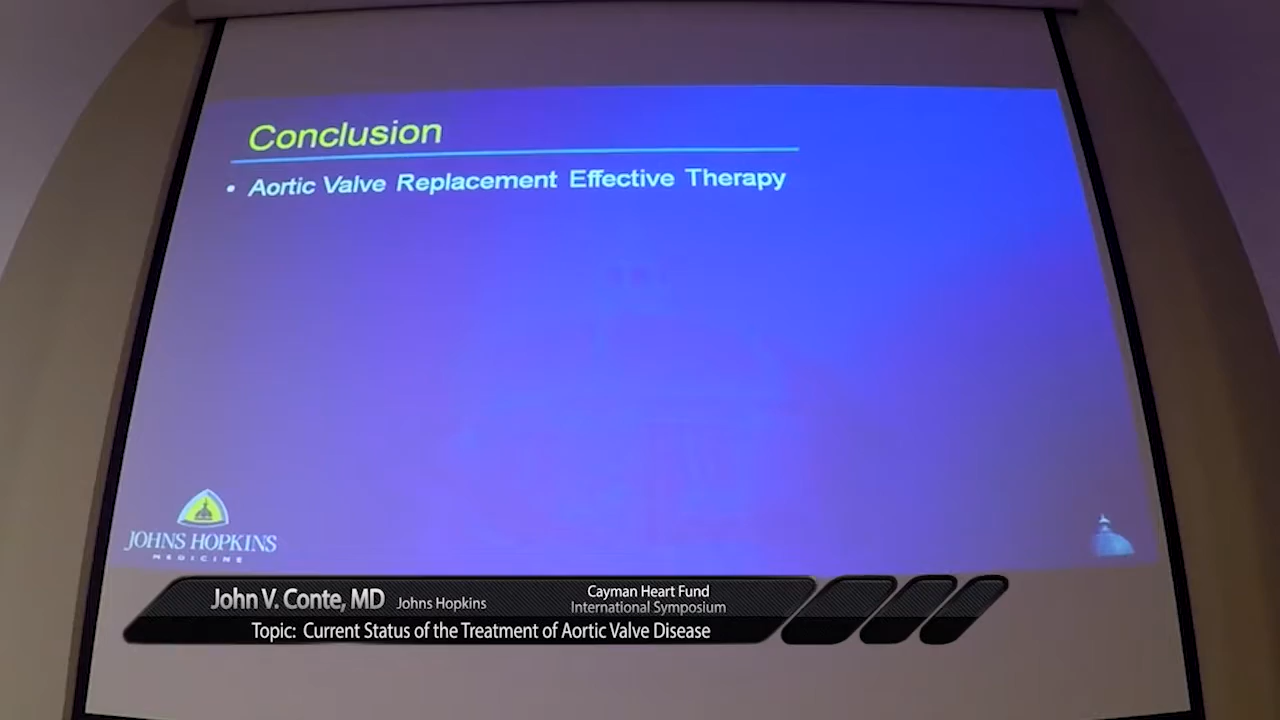 Conclusion
• Aortic Valve Replacement Effective Therapy
JOHNS HOPKINS
MEDICINE
John V. Conte, MD Johns Hopkins
Cayman Heart Fund
International Symposium
Topic: Current Status of the Treatment of Aortic Valve Disease